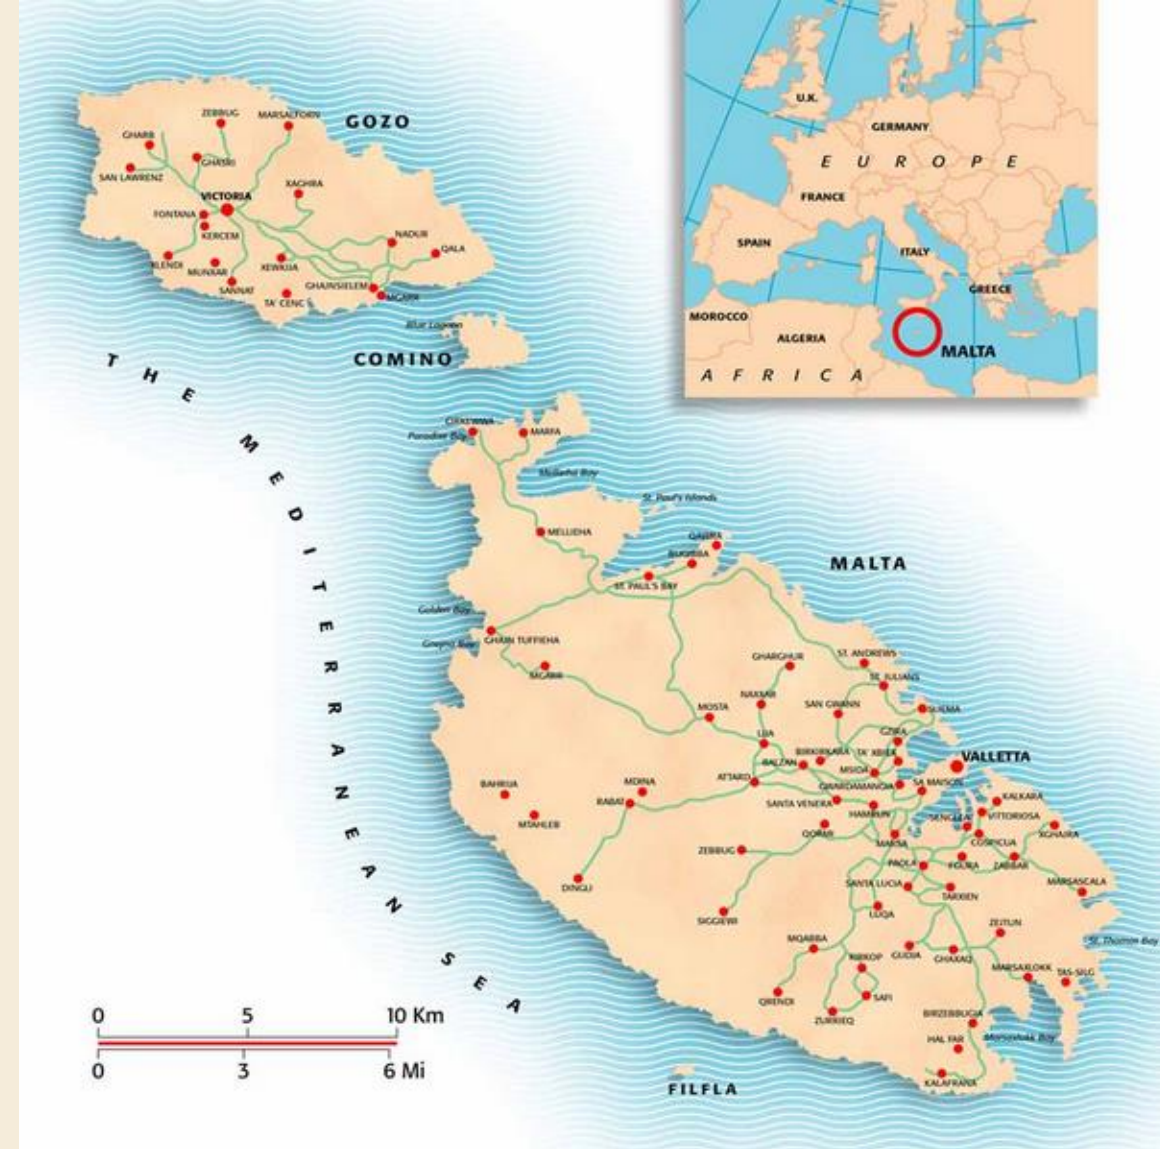 U.K.
GERMANY
EUROPE
FRANCE
SPAIN
ITALY
GREECE
MOROCCO
ALGERIA
MALTA
AFRICA
GOZO
ZEBBUG
MARSALFORN
GHARB
GHASRI
SAN LAWRENZ
XAGHRA
VICTORIA
FONTANA
KERCEM
NADUR
QALA
XLENDI
MUNXAR
XEWKIJA
SANNAT
GHAJNSIELEM
TA' CENC
MGARR
Blue Lagoon
COMINO
THE MEDITERRANEAN SEA
CIRKEWWA
Paradise Bay
MARFA
Mellieha Bay
St. Paul's Islands
MELLIEHA
QAWRA
BUGIBBA
MALTA
ST. PAUL'S BAY
Golden Bay
GHAIN TUFFIEHA
MGARR
GHARGHUR
ST. ANDREWS
ST. JULIANS
NAXXAR
SAN GWANN
MOSTA
SLIEMA
LIJA
GZIRA
BIRKIRKARA
TA' XBIEX
BALZAN
MSIDA
VALLETTA
ATTARD
GWARDAMANGIA
SA MAISON
BAHRIJA
MDINA
RABAT
SANTA VENERA
HAMRUN
KALKARA
SENGLEA
VITTORIOSA
MTAHLEB
QORMI
MARSA
COSPICUA
XGHAJRA
ZEBBUG
PAOLA
FGURA
ZABBAR
DINGLI
SANTA LUCIA
TARXIEN
MARSASCALA
SIGGIEWI
LUQA
ZEJTUN
St. Thomas Bay
MQABBA
KIRKOP
GUDJA
GHAXAQ
MARSAXLOKK
TAS-SILG
QRENDI
SAFI
ZURRIEQ
BIRZEBBUGIA
HAL FAR
Marsaxlokk Bay
KALAFRANA
FILFLA
0 5 10 Km
0 3 6 Mi